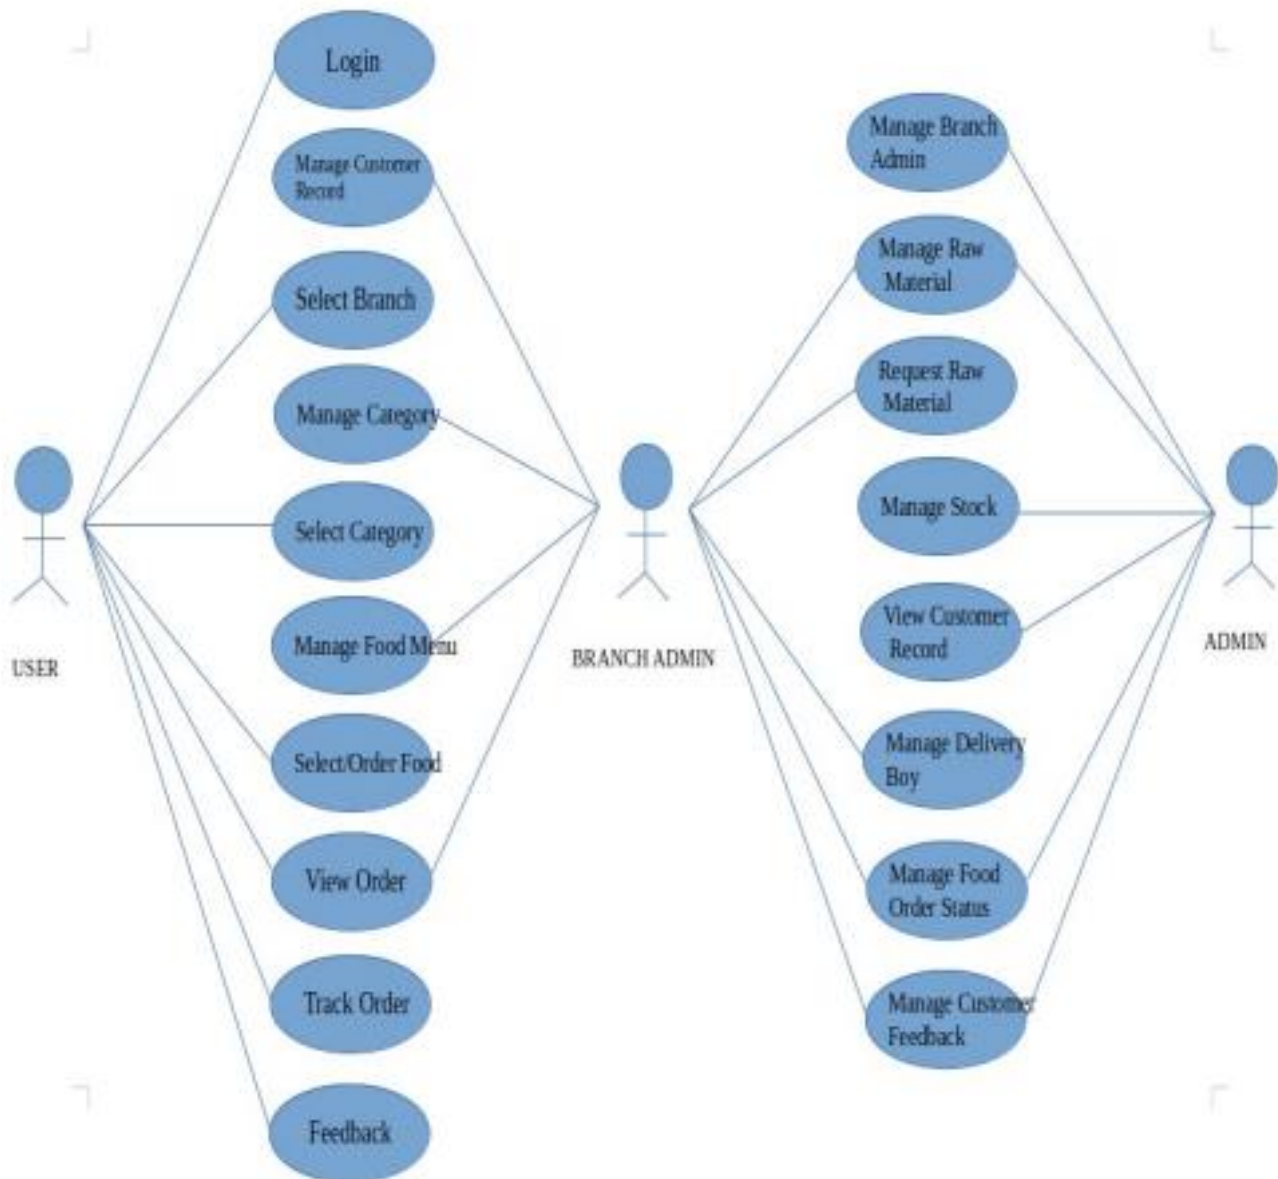 Login
Manage Customer
Record
Select Branch
Manage Category
Select Category
Manage Food Menu
Select/Order Food
View Order
Track Order
Feedback
USER
BRANCH ADMIN
Manage Branch
Admin
Manage Raw
Material
Request Raw
Material
Manage Stock
View Customer
Record
Manage Delivery
Boy
Manage Food
Order Status
Manage Customer
Feedback
ADMIN